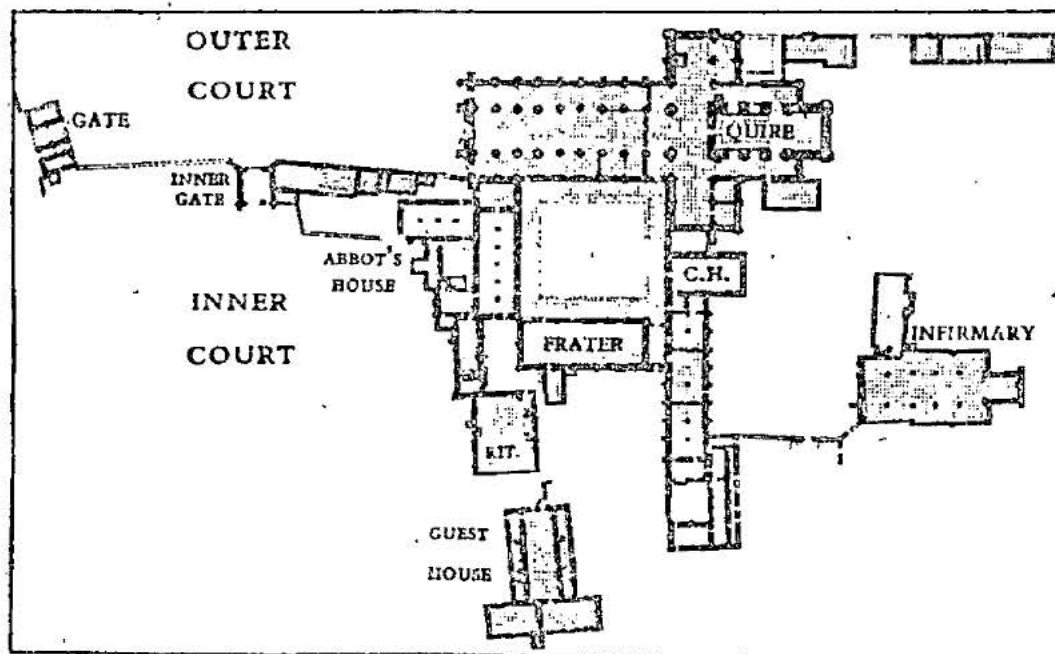 OUTER
COURT
GATE
QUIRE
INNER
GATE
ABBOT'S
HOUSE
C.H.
INNER
COURT
FRATER
INFIRMARY
KIT.
GUEST
HOUSE